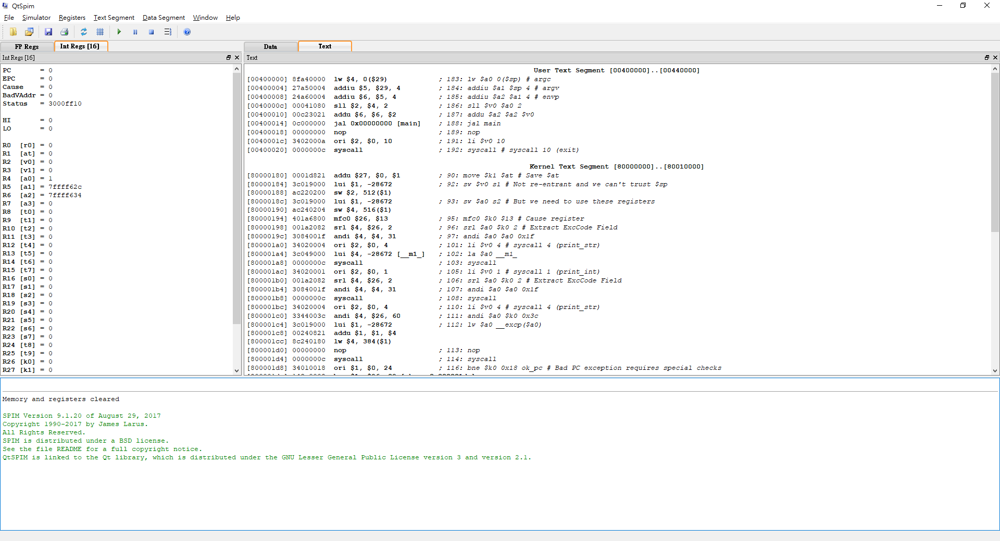 QtSpim
File Simulator Registers Text Segment Data Segment Window Help
FP Regs Int Regs [16] Data Text
Int Regs [16]
PC = 0
EPC = 0
Cause = 0
BadVAddr = 0
Status = 3000ff10
HI = 0
LO = 0
R0 [r0] = 0
R1 [at] = 0
R2 [v0] = 0
R3 [v1] = 0
R4 [a0] = 1
R5 [a1] = 7ffff62c
R6 [a2] = 7ffff634
R7 [a3] = 0
R8 [t0] = 0
R9 [t1] = 0
R10 [t2] = 0
R11 [t3] = 0
R12 [t4] = 0
R13 [t5] = 0
R14 [t6] = 0
R15 [t7] = 0
R16 [s0] = 0
R17 [s1] = 0
R18 [s2] = 0
R19 [s3] = 0
R20 [s4] = 0
R21 [s5] = 0
R22 [s6] = 0
R23 [s7] = 0
R24 [t8] = 0
R25 [t9] = 0
R26 [k0] = 0
R27 [k1] = 0
Text
User Text Segment [00400000]..[00440000]
[00400000] 8fa40000 lw $4, 0($29) ; 183: lw $a0 0($sp) # argc
[00400004] 27a50004 addiu $5, $29, 4 ; 184: addiu $a1 $sp 4 # argv
[00400008] 24a60004 addiu $6, $5, 4 ; 185: addiu $a2 $a1 4 # envp
[0040000c] 00041080 sll $2, $4, 2 ; 186: sll $v0 $a0 2
[00400010] 00c23021 addu $6, $6, $2 ; 187: addu $a2 $a2 $v0
[00400014] 0c000000 jal 0x00000000 [main] ; 188: jal main
[00400018] 00000000 nop ; 189: nop
[0040001c] 3402000a ori $2, $0, 10 ; 191: li $v0 10
[00400020] 0000000c syscall ; 192: syscall # syscall 10 (exit)
Kernel Text Segment [80000000]..[80010000]
[80000180] 0001d821 addu $27, $0, $1 ; 90: move $k1 $at # Save $at
[80000184] 3c019000 lui $1, -28672 ; 92: sw $v0 s1 # Not re-entrant and we can't trust $sp
[80000188] ac220200 sw $2, 512($1)
[8000018c] 3c019000 lui $1, -28672 ; 93: sw $a0 s2 # But we need to use these registers
[80000190] ac240204 sw $4, 516($1)
[80000194] 401a6800 mfc0 $26, $13 ; 95: mfc0 $k0 $13 # Cause register
[80000198] 001a2082 srl $4, $26, 2 ; 96: srl $a0 $k0 2 # Extract ExcCode Field
[8000019c] 3084001f andi $4, $4, 31 ; 97: andi $a0 $a0 0x1f
[800001a0] 34020004 ori $2, $0, 4 ; 101: li $v0 4 # syscall 4 (print_str)
[800001a4] 3c049000 lui $4, -28672 [__m1_] ; 102: la $a0 __m1_
[800001a8] 0000000c syscall ; 103: syscall
[800001ac] 34020001 ori $2, $0, 1 ; 105: li $v0 1 # syscall 1 (print_int)
[800001b0] 001a2082 srl $4, $26, 2 ; 106: srl $a0 $k0 2 # Extract ExcCode Field
[800001b4] 3084001f andi $4, $4, 31 ; 107: andi $a0 $a0 0x1f
[800001b8] 0000000c syscall ; 108: syscall
[800001bc] 34020004 ori $2, $0, 4 ; 110: li $v0 4 # syscall 4 (print_str)
[800001c0] 3344003c andi $4, $26, 60 ; 111: andi $a0 $k0 0x3c
[800001c4] 3c019000 lui $1, -28672 ; 112: lw $a0 __excp($a0)
[800001c8] 00240821 addu $1, $1, $4
[800001cc] 8c240180 lw $4, 384($1)
[800001d0] 00000000 nop ; 113: nop
[800001d4] 0000000c syscall ; 114: syscall
[800001d8] 34010018 ori $1, $0, 24 ; 116: bne $k0 0x18 ok_pc # Bad PC exception requires special checks
Memory and registers cleared
SPIM Version 9.1.20 of August 29, 2017
Copyright 1990-2017 by James Larus.
All Rights Reserved.
SPIM is distributed under a BSD license.
See the file README for a full copyright notice.
QtSPIM is linked to the Qt library, which is distributed under the GNU Lesser General Public License version 3 and version 2.1.